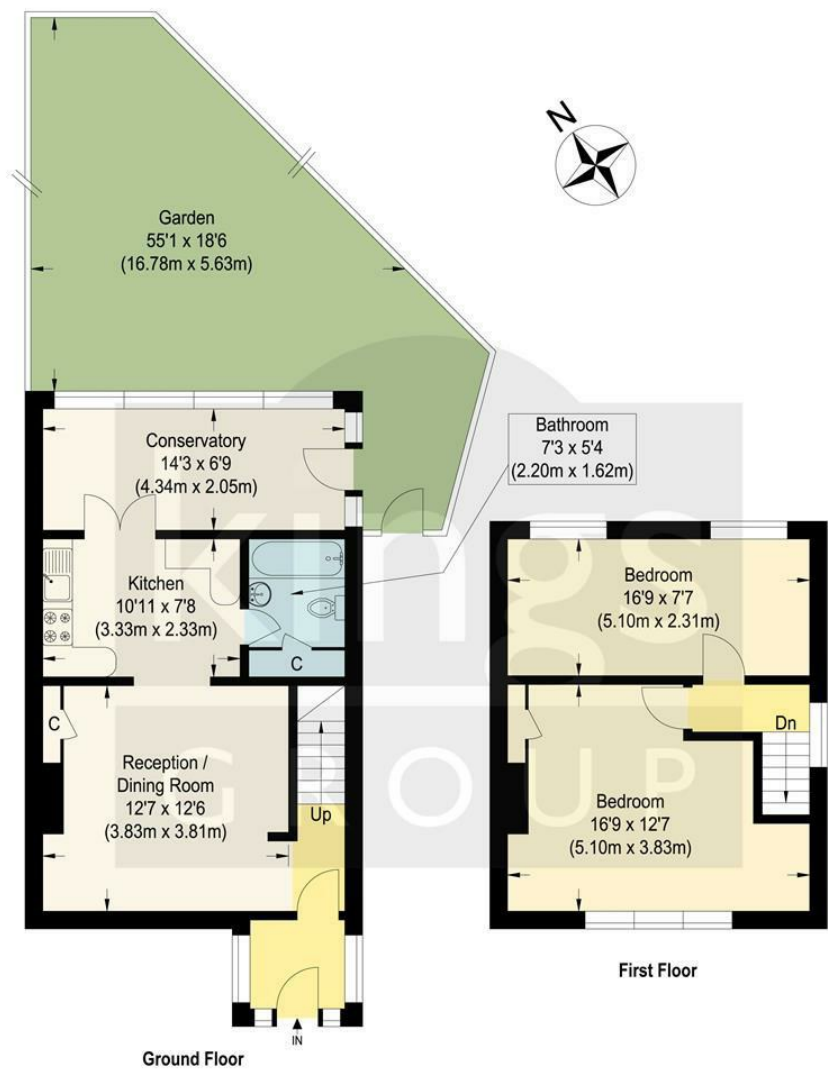 N
Garden
55'1 x 18'6
(16.78m x 5.63m)
Conservatory
14'3 x 6'9
(4.34m x 2.05m)
Bathroom
7'3 x 5'4
(2.20m x 1.62m)
Kitchen
10'11 x 7'8
(3.33m x 2.33m)
C
C
Reception /
Dining Room
12'7 x 12'6
(3.83m x 3.81m)
Up
IN
Ground Floor
Bedroom
16'9 x 7'7
(5.10m x 2.31m)
Dn
Bedroom
16'9 x 12'7
(5.10m x 3.83m)
First Floor
kings
GROUP